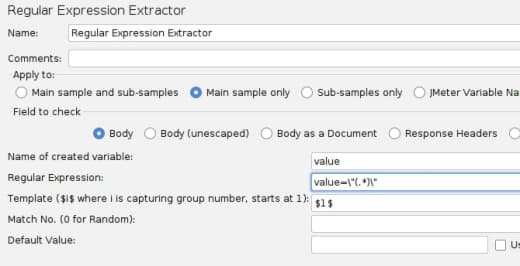 Regular Expression Extractor
Name: Regular Expression Extractor
Comments:
Apply to:
Main sample and sub-samples Main sample only Sub-samples only JMeter Variable Na
Field to check
Body Body (unescaped) Body as a Document Response Headers
Name of created variable: value
Regular Expression: value=\"(.*)\"
Template ($i$ where i is capturing group number, starts at 1): $1$
Match No. (0 for Random):
Default Value: Us